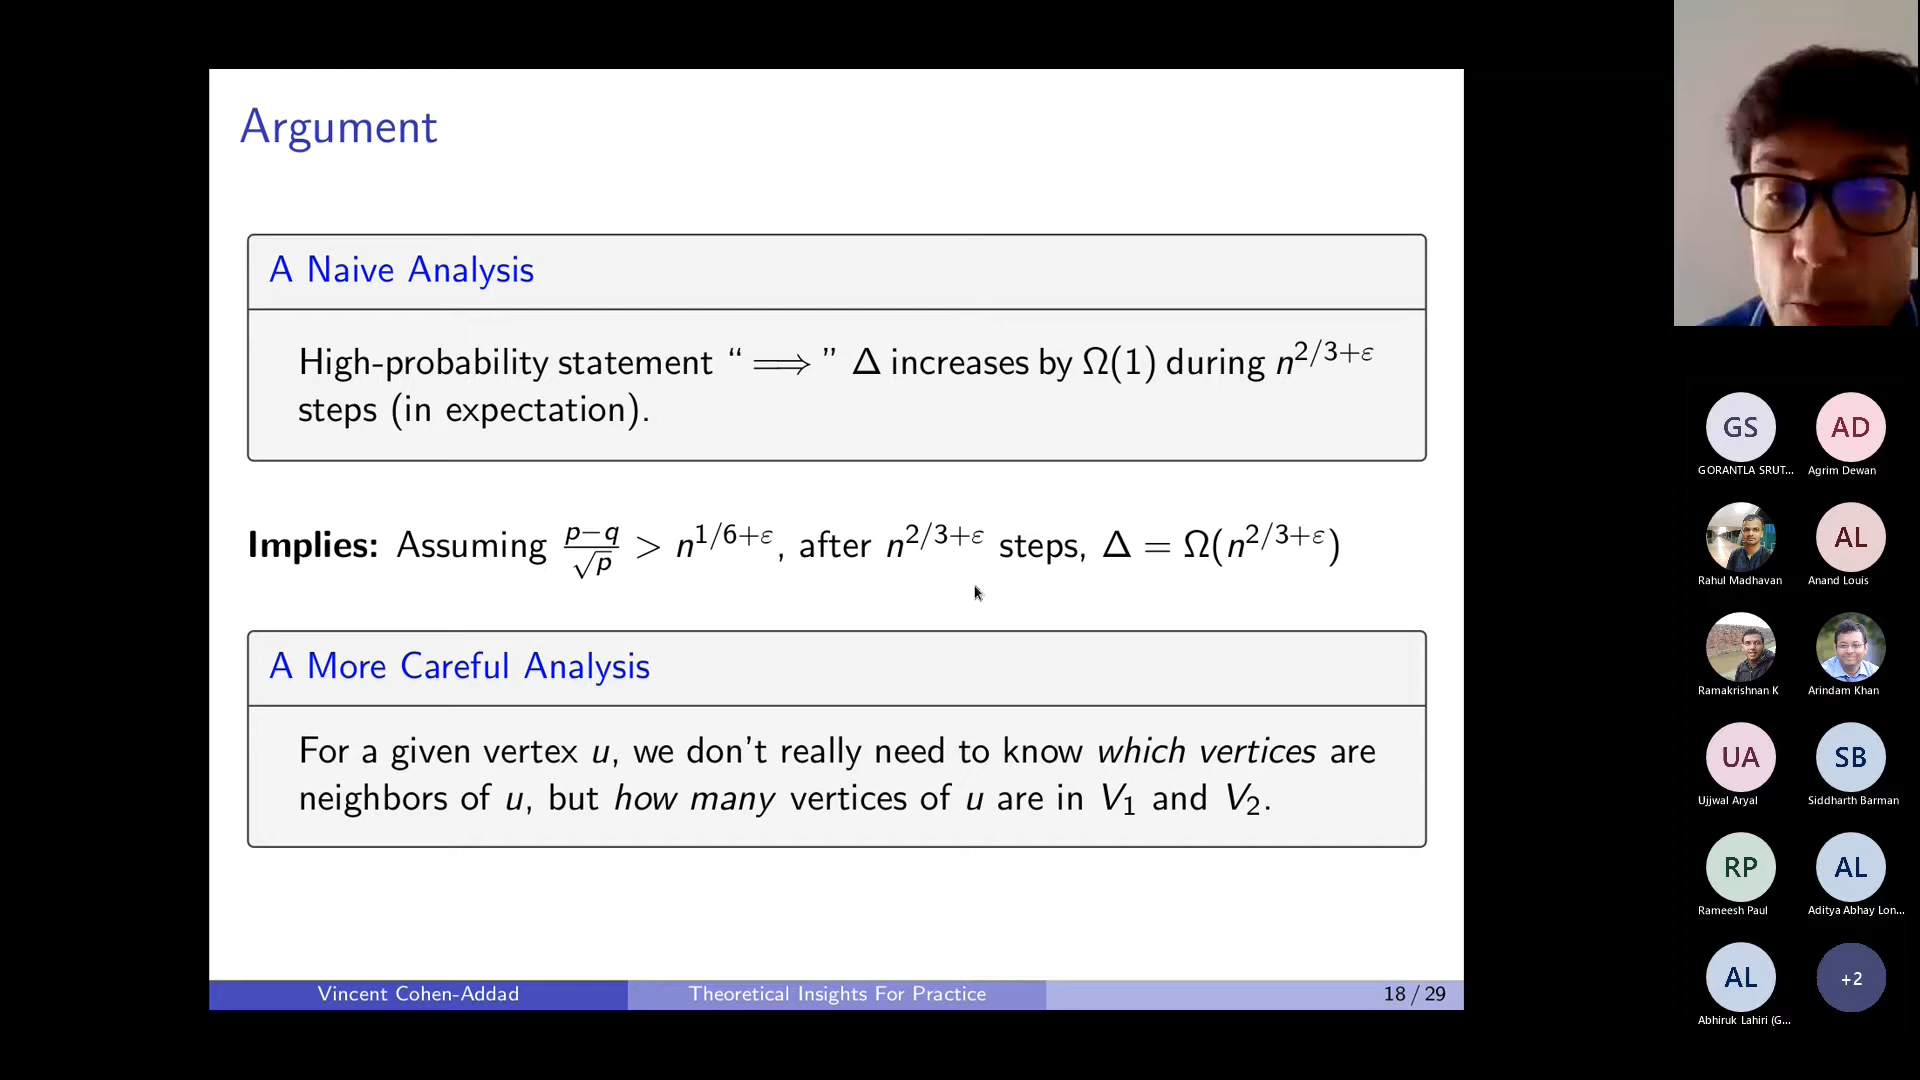 Argument
A Naive Analysis
High-probability statement “ ⟹ ” Δ increases by Ω(1) during n^{2/3+ε}
steps (in expectation).
Implies: Assuming \frac{p−q}{\sqrt{p}} > n^{1/6+ε}, after n^{2/3+ε} steps, Δ = Ω(n^{2/3+ε})
A More Careful Analysis
For a given vertex u, we don’t really need to know which vertices are
neighbors of u, but how many vertices of u are in V_1 and V_2.
Vincent Cohen-Addad
Theoretical Insights For Practice
18 / 29
GS
AD
GORANTLA SRUT...
Agrim Dewan
AL
Rahul Madhavan
Anand Louis
Ramakrishnan K
Arindam Khan
UA
SB
Ujjwal Aryal
Siddharth Barman
RP
AL
Rameesh Paul
Aditya Abhay Lon...
AL
+2
Abhiruk Lahiri (G...